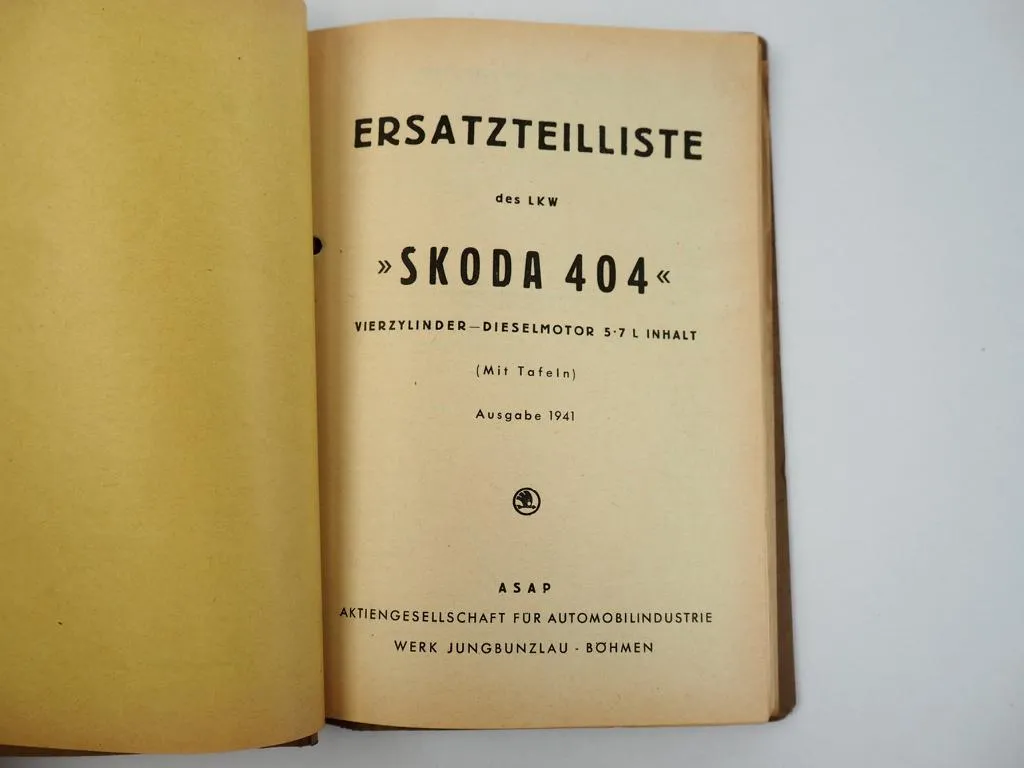 ERSATZTEILLISTE
des LKW
»SKODA 404«
VIERZYLINDER—DIESELMOTOR 5·7 L INHALT
(Mit Tafeln)
Ausgabe 1941
ASAP
AKTIENGESELLSCHAFT FÜR AUTOMOBILINDUSTRIE
WERK JUNGBUNZLAU - BÖHMEN